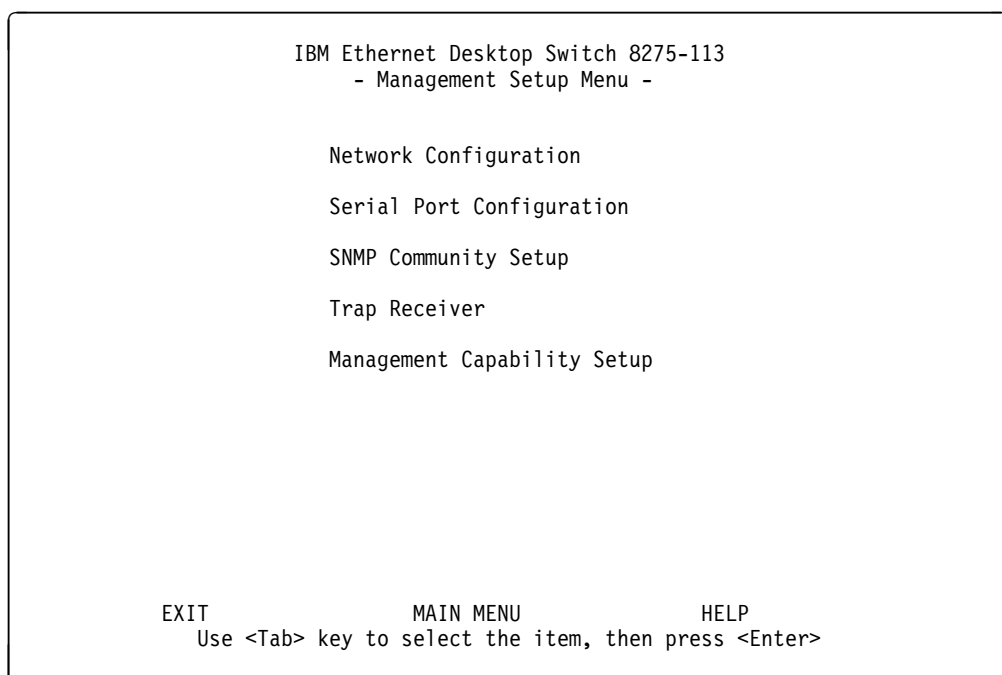 IBM Ethernet Desktop Switch 8275-113
- Management Setup Menu -
Network Configuration
Serial Port Configuration
SNMP Community Setup
Trap Receiver
Management Capability Setup
EXIT MAIN MENU HELP
Use <Tab> key to select the item, then press <Enter>